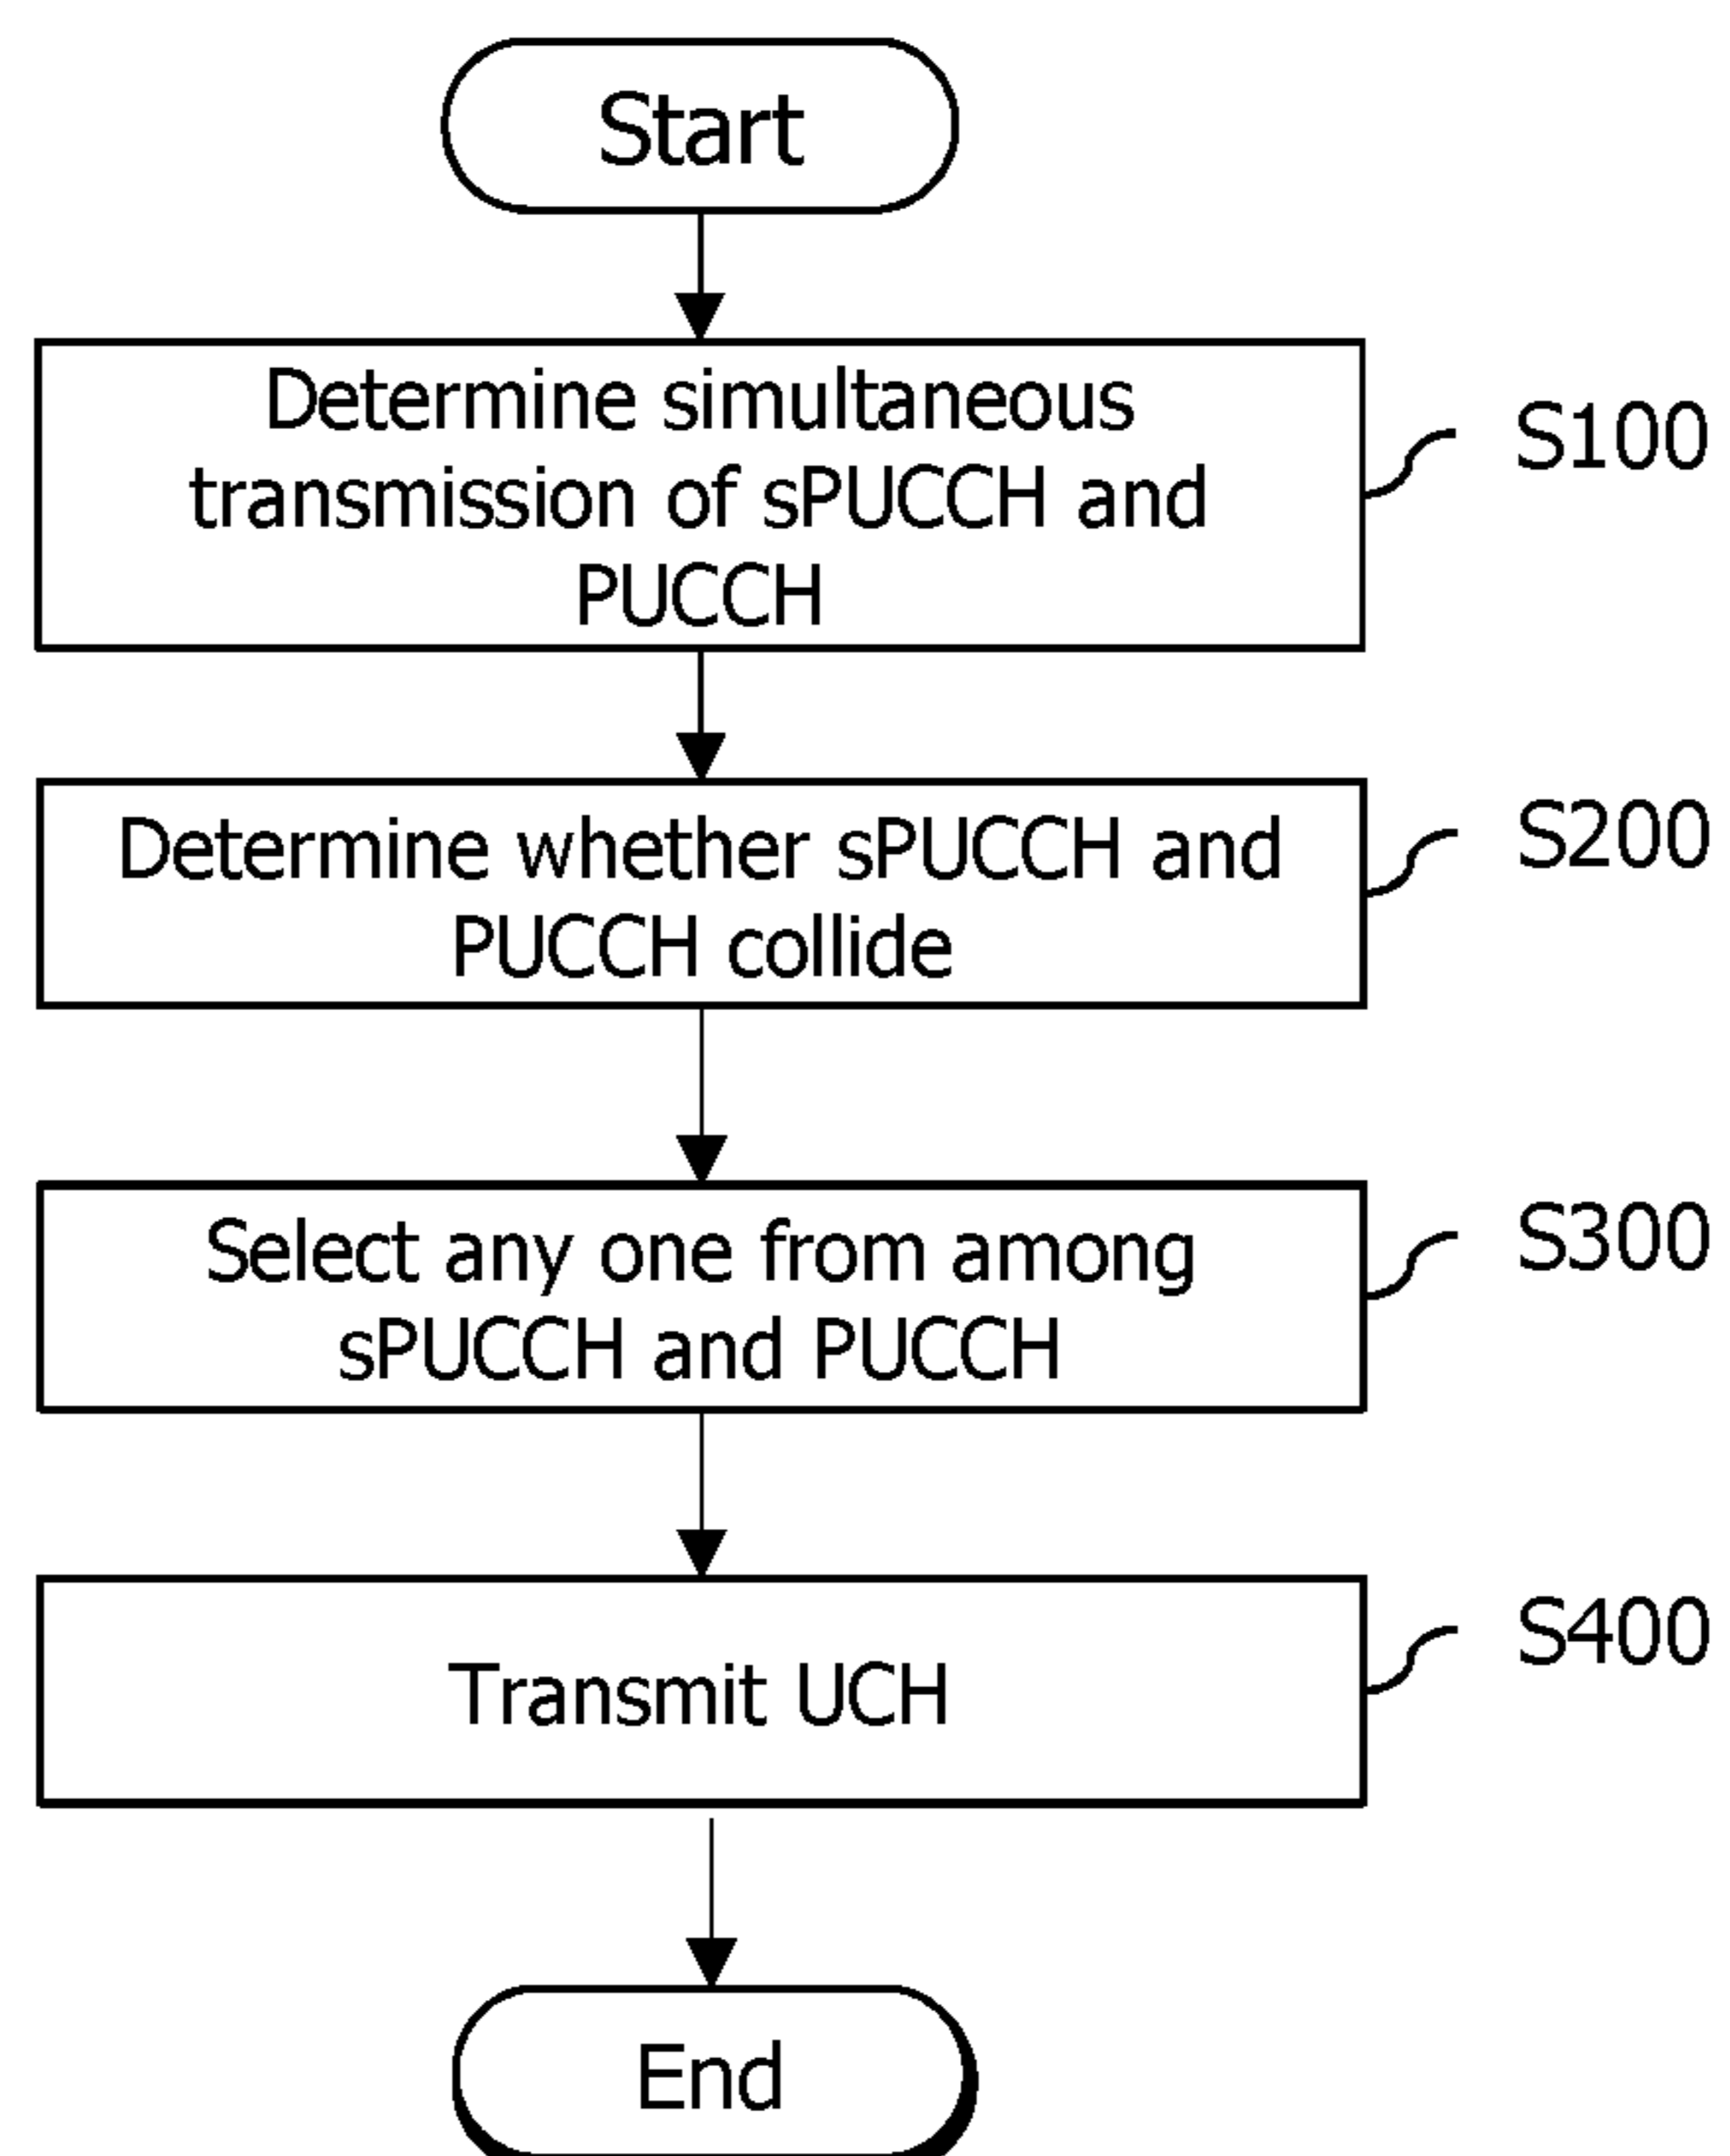 Start
Determine simultaneous
transmission of sPUCCH and
PUCCH
S100
Determine whether sPUCCH and
PUCCH collide
S200
Select any one from among
sPUCCH and PUCCH
S300
Transmit UCH
S400
End